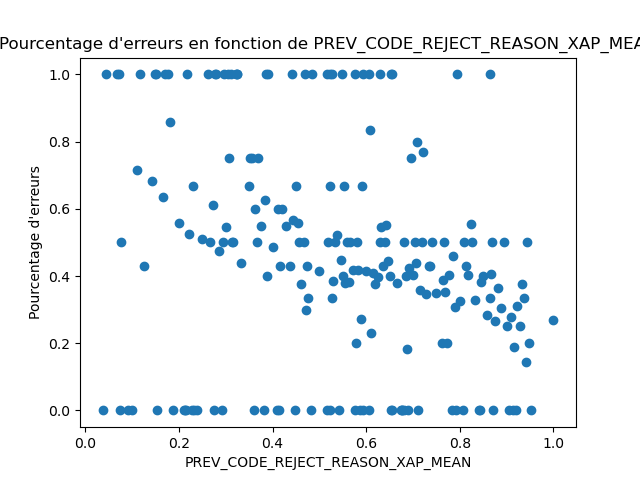 Pourcentage d'erreurs en fonction de PREV_CODE_REJECT_REASON_XAP_MEA
1.0
0.8
0.6
0.4
0.2
0.0
Pourcentage d'erreurs
0.0 0.2 0.4 0.6 0.8 1.0
PREV_CODE_REJECT_REASON_XAP_MEAN